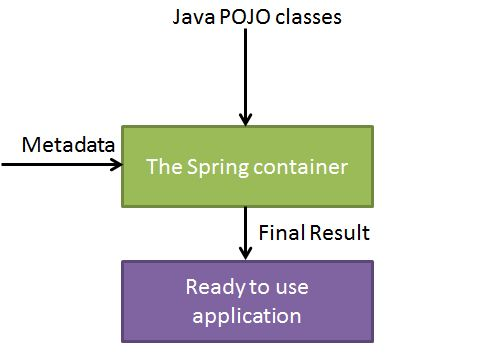 Java POJO classes
Metadata
The Spring container
Final Result
Ready to use
application